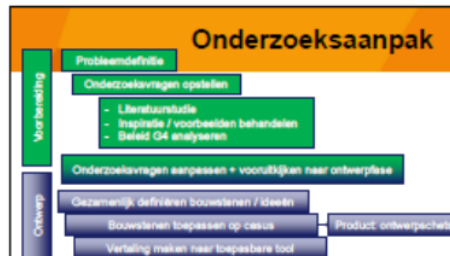 Onderzoeksaanpak
Voorbereiding
Probleemdefinitie
Onderzoeksvragen opstellen
- Literatuurstudie
- Inspiratie / voorbeelden behandelen
- Beleid G4 analyseren
Onderzoeksvragen aanpassen + vooruitkijken naar ontwerpfase
Ontwerp
Gezamenlijk definiëren bouwstenen / ideeën
Bouwstenen toepassen op casus
Product: ontwerpschets
Vertaling maken naar toepasbare tool